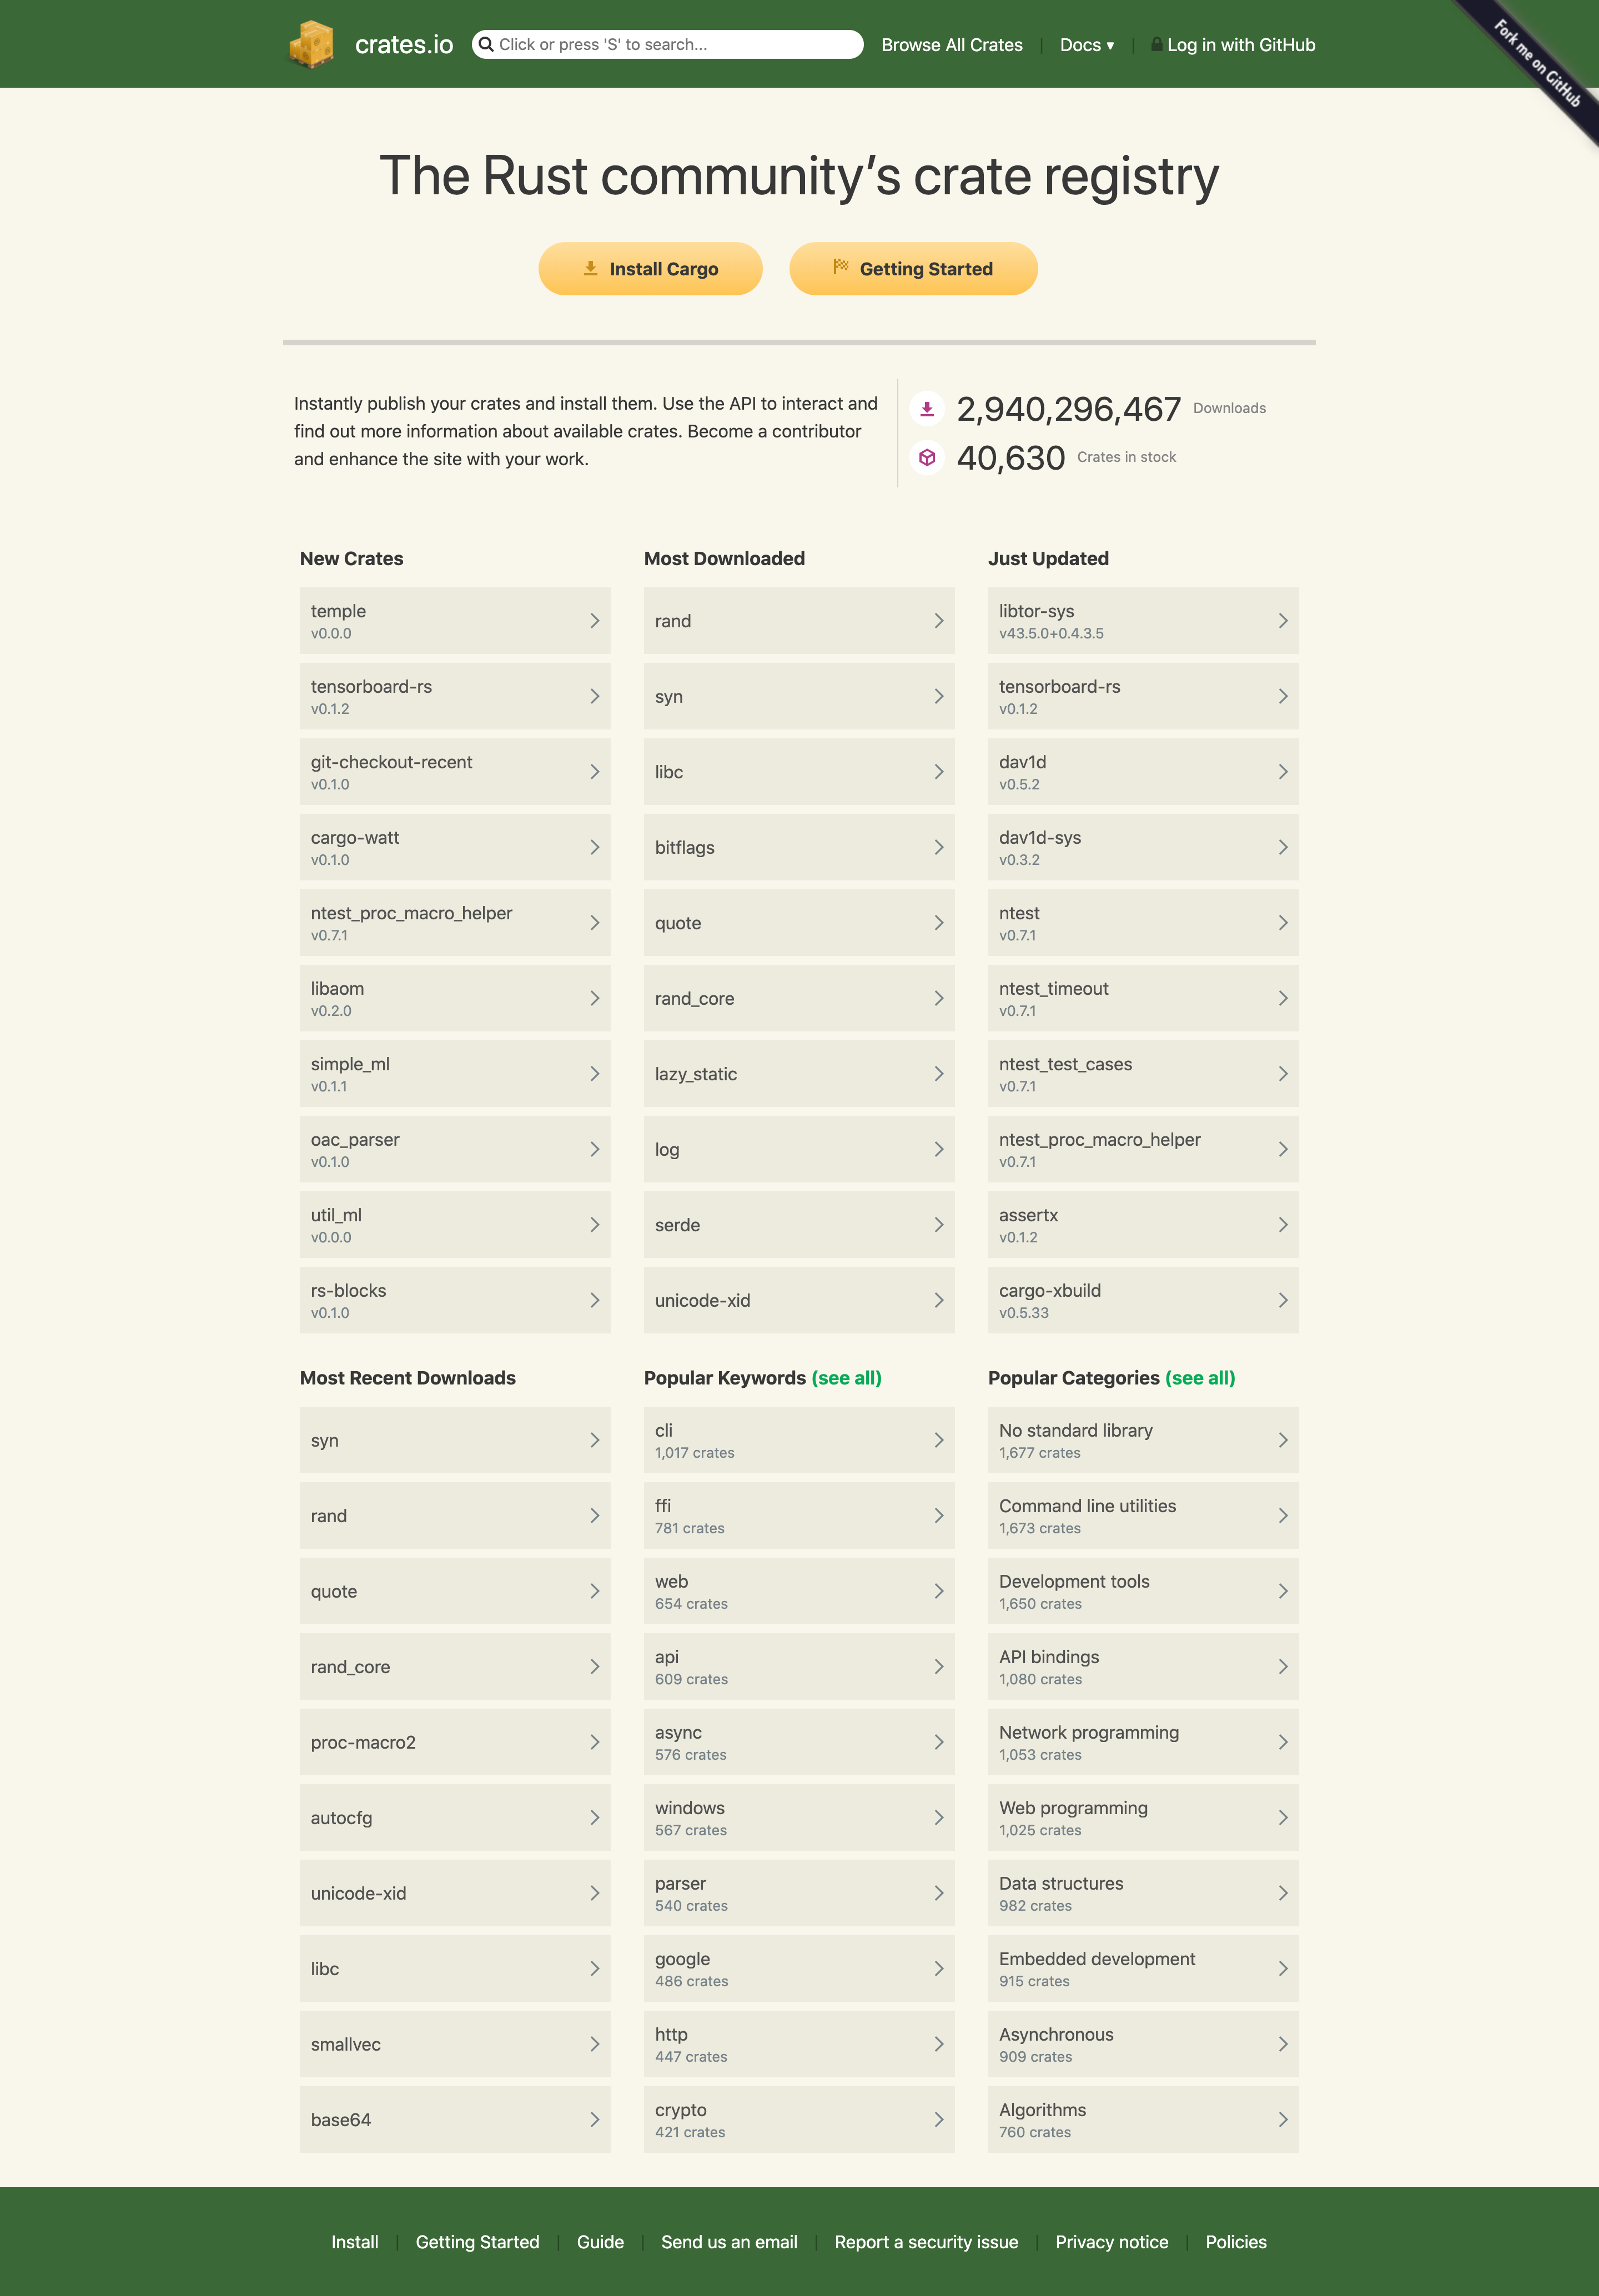 crates.io
Click or press 'S' to search...
Browse All Crates
Docs ▾
Log in with GitHub
Fork me on GitHub
The Rust community’s crate registry
Install Cargo
Getting Started
Instantly publish your crates and install them. Use the API to interact and
find out more information about available crates. Become a contributor
and enhance the site with your work.
2,940,296,467 Downloads
40,630 Crates in stock
New Crates
temple
v0.0.0
tensorboard-rs
v0.1.2
git-checkout-recent
v0.1.0
cargo-watt
v0.1.0
ntest_proc_macro_helper
v0.7.1
libaom
v0.2.0
simple_ml
v0.1.1
oac_parser
v0.1.0
util_ml
v0.0.0
rs-blocks
v0.1.0
Most Downloaded
rand
syn
libc
bitflags
quote
rand_core
lazy_static
log
serde
unicode-xid
Just Updated
libtor-sys
v43.5.0+0.4.3.5
tensorboard-rs
v0.1.2
dav1d
v0.5.2
dav1d-sys
v0.3.2
ntest
v0.7.1
ntest_timeout
v0.7.1
ntest_test_cases
v0.7.1
ntest_proc_macro_helper
v0.7.1
assertx
v0.1.2
cargo-xbuild
v0.5.33
Most Recent Downloads
syn
rand
quote
rand_core
proc-macro2
autocfg
unicode-xid
libc
smallvec
base64
Popular Keywords (see all)
cli
1,017 crates
ffi
781 crates
web
654 crates
api
609 crates
async
576 crates
windows
567 crates
parser
540 crates
google
486 crates
http
447 crates
crypto
421 crates
Popular Categories (see all)
No standard library
1,677 crates
Command line utilities
1,673 crates
Development tools
1,650 crates
API bindings
1,080 crates
Network programming
1,053 crates
Web programming
1,025 crates
Data structures
982 crates
Embedded development
915 crates
Asynchronous
909 crates
Algorithms
760 crates
Install
Getting Started
Guide
Send us an email
Report a security issue
Privacy notice
Policies